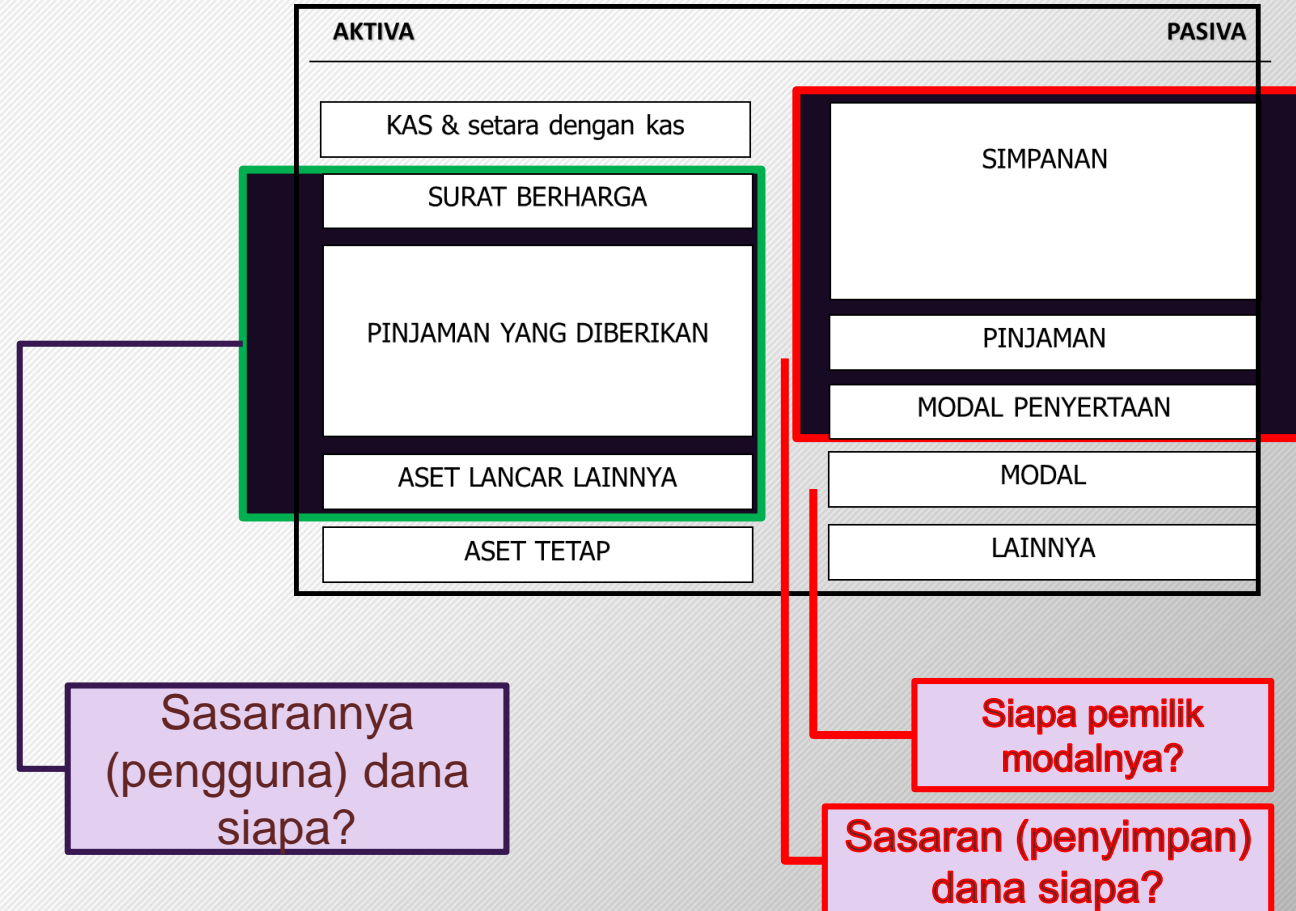 AKTIVA
PASIVA
KAS & setara dengan kas
SURAT BERHARGA
PINJAMAN YANG DIBERIKAN
ASET LANCAR LAINNYA
ASET TETAP
SIMPANAN
PINJAMAN
MODAL PENYERTAAN
MODAL
LAINNYA
Sasarannya
(pengguna) dana
siapa?
Siapa pemilik
modalnya?
Sasaran (penyimpan)
dana siapa?